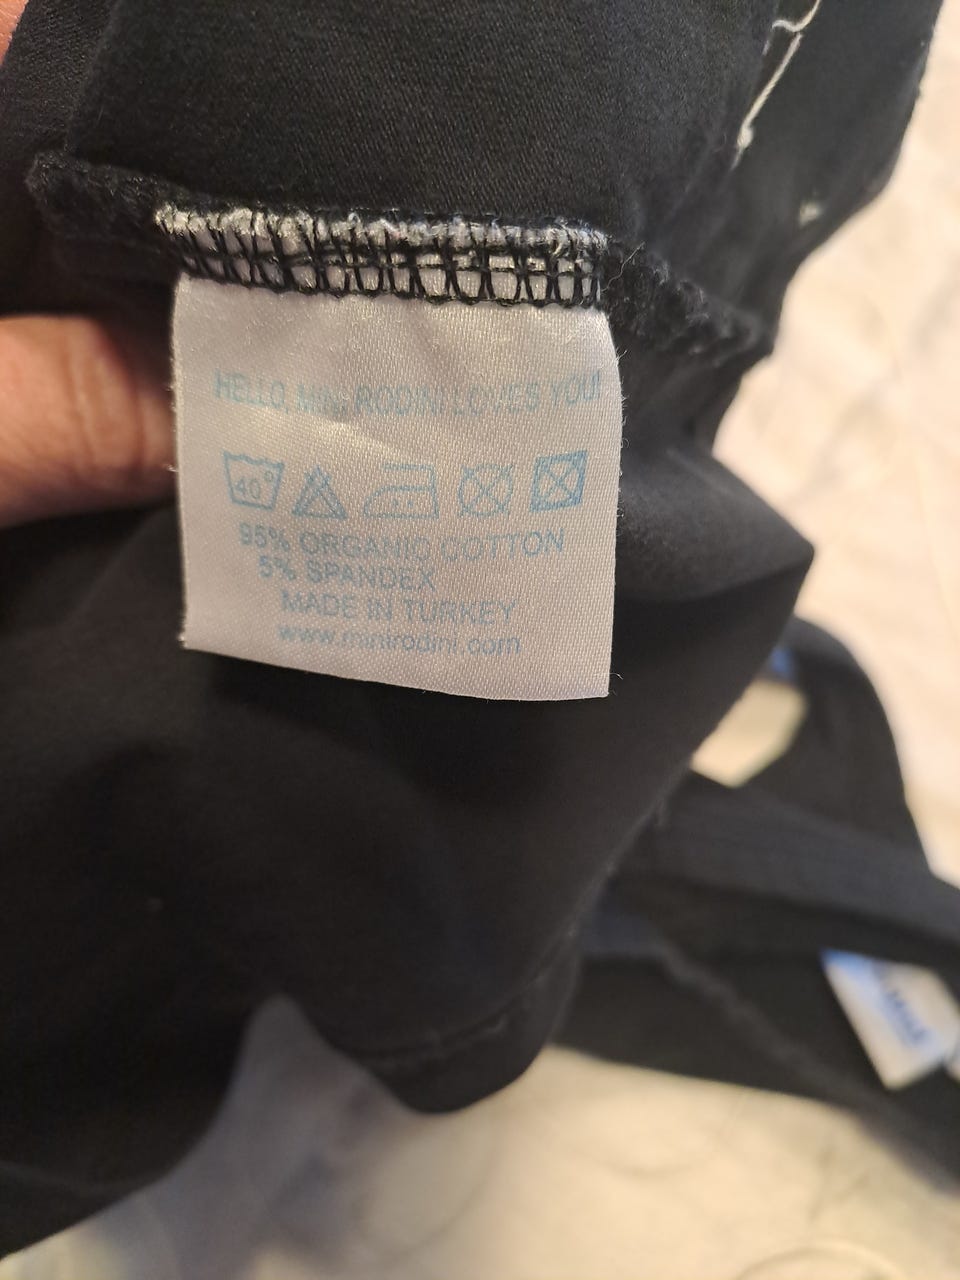 HELLO, MINI RODINI LOVES YOU!
40°
95% ORGANIC COTTON
5% SPANDEX
MADE IN TURKEY
www.minirodini.com